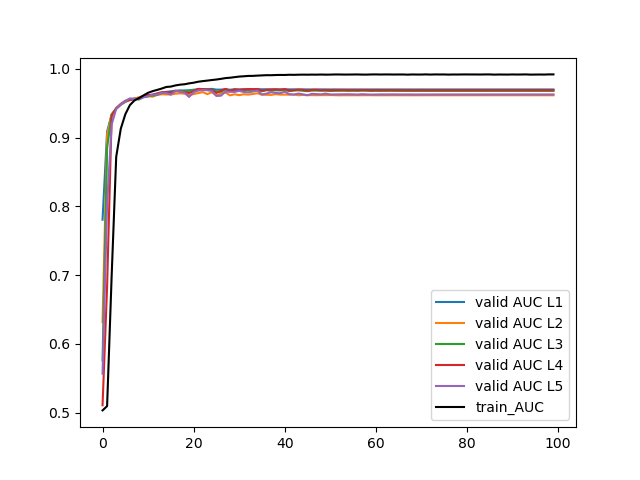 1.0
0.9
0.8
0.7
0.6
0.5
0 20 40 60 80 100
valid AUC L1
valid AUC L2
valid AUC L3
valid AUC L4
valid AUC L5
train_AUC